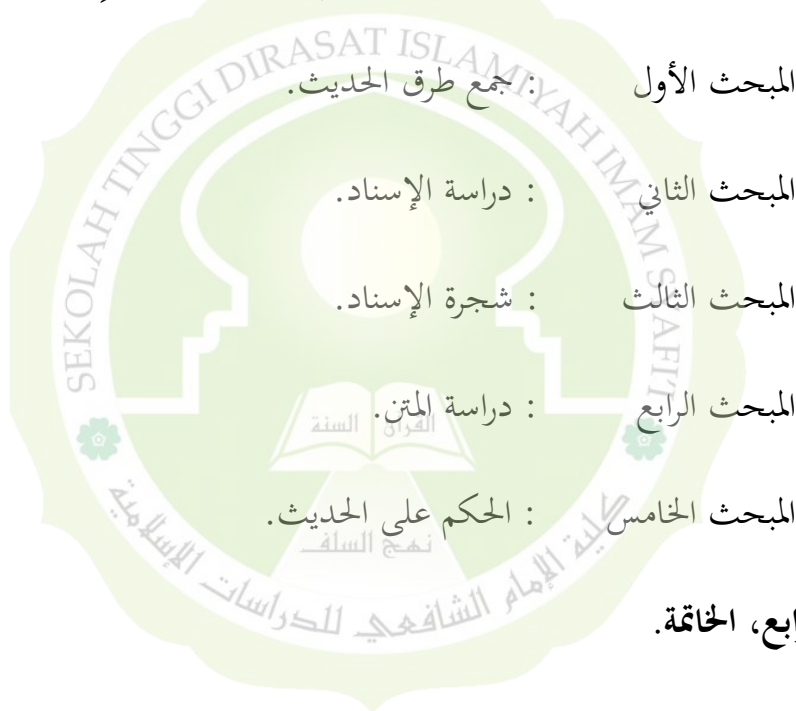 المبحث الأول : جمع طرق الحديث.
المبحث الثاني : دراسة الإسناد.
المبحث الثالث : شجرة الإسناد.
المبحث الرابع : دراسة المتن.
المبحث الخامس : الحكم على الحديث.
ابع، الخاتمة.
SEKOLAH TINGGI DIRASAT ISLAMIYAH IMAM SYAFI'I
القرآن السنة
نهج السلف
كلية الإمام الشافعي للدراسات الإسلامية